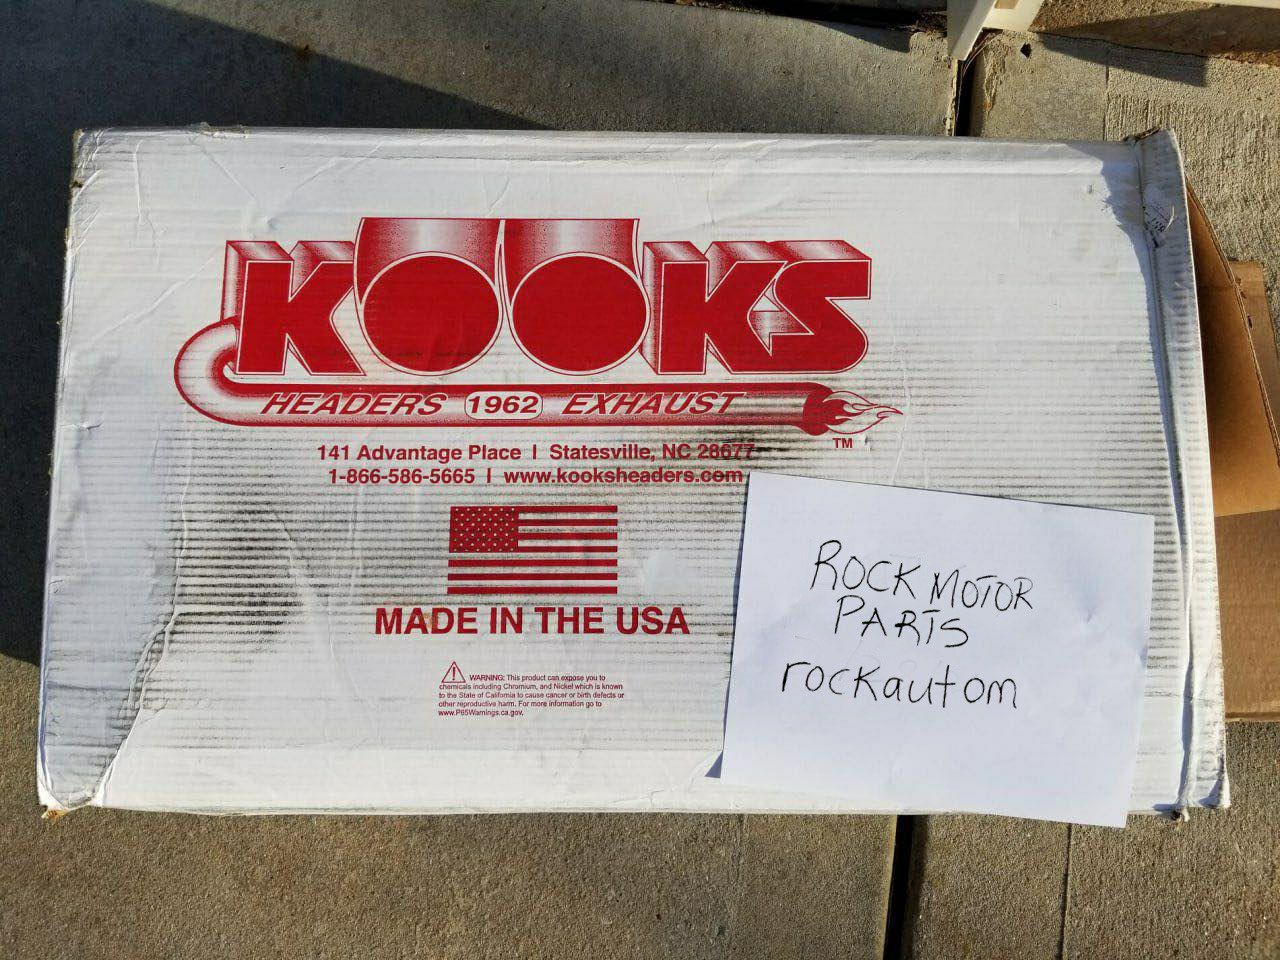 KOOKS
HEADERS 1962 EXHAUST
TM
141 Advantage Place | Statesville, NC 28677
1-866-586-5665 | www.kooksheaders.com
MADE IN THE USA
WARNING: This product can expose you to
chemicals including Chromium, and Nickel which is known
to the State of California to cause cancer or birth defects or
other reproductive harm. For more information go to
www.P65Warnings.ca.gov.
ROCK MOTOR
PARTS
rockautom